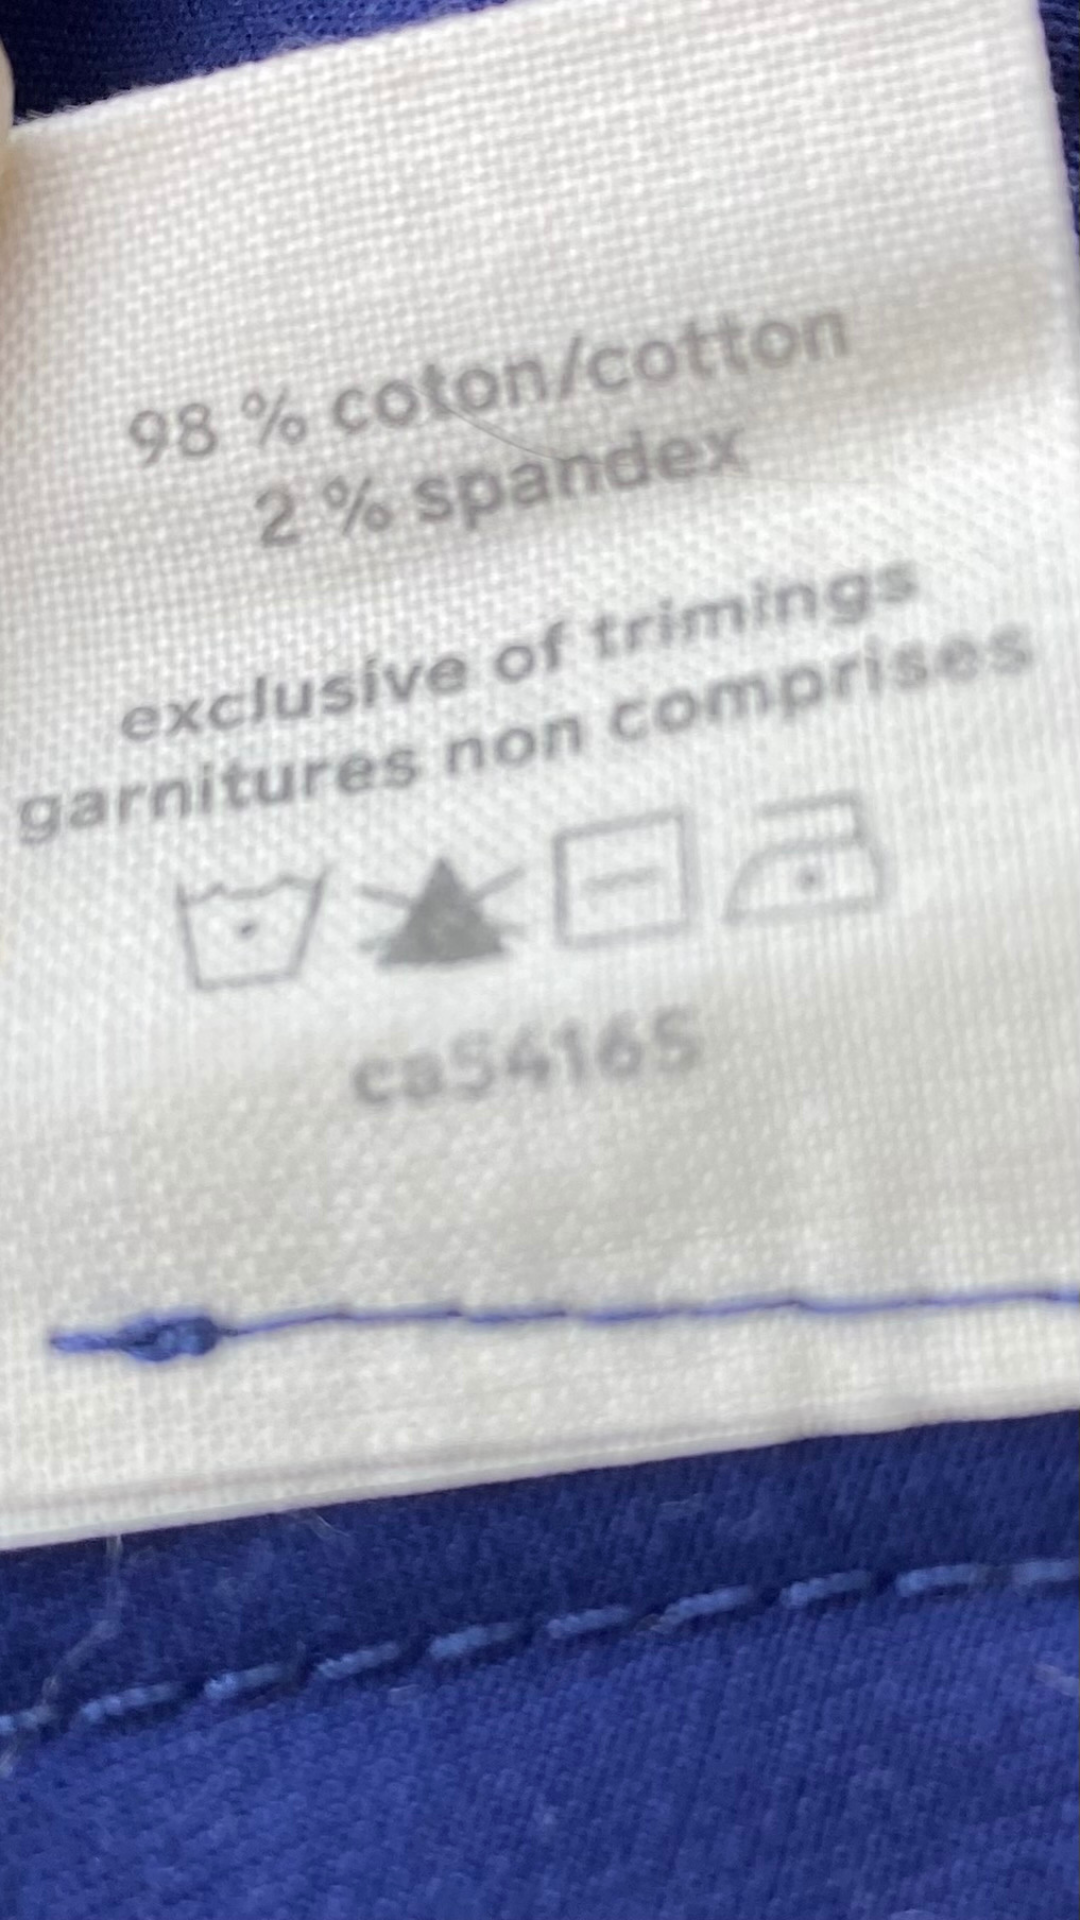 98 % coton/cotton
2 % spandex
exclusive of trimings
garnitures non comprises
ca54165